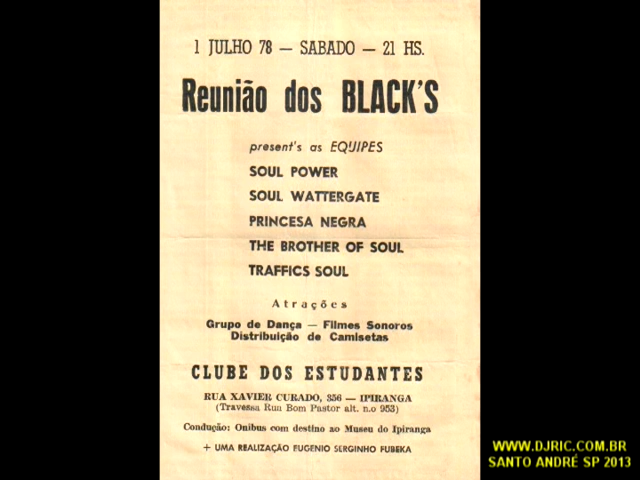 1 JULHO 78 — SABADO — 21 HS.
Reunião dos BLACK'S
present's as EQUIPES
SOUL POWER
SOUL WATTERGATE
PRINCESA NEGRA
THE BROTHER OF SOUL
TRAFFICS SOUL
Atrações
Grupo de Dança — Filmes Sonoros
Distribuição de Camisetas
CLUBE DOS ESTUDANTES
RUA XAVIER CURADO, 356 — IPIRANGA
(Travessa Rua Bom Pastor alt. n.o 953)
Condução: Onibus com destino ao Museu do Ipiranga
+ UMA REALIZAÇÃO EUGENIO SERGINHO FUBEKA
WWW.DJRIC.COM.BR
SANTO ANDRÉ SP 2013